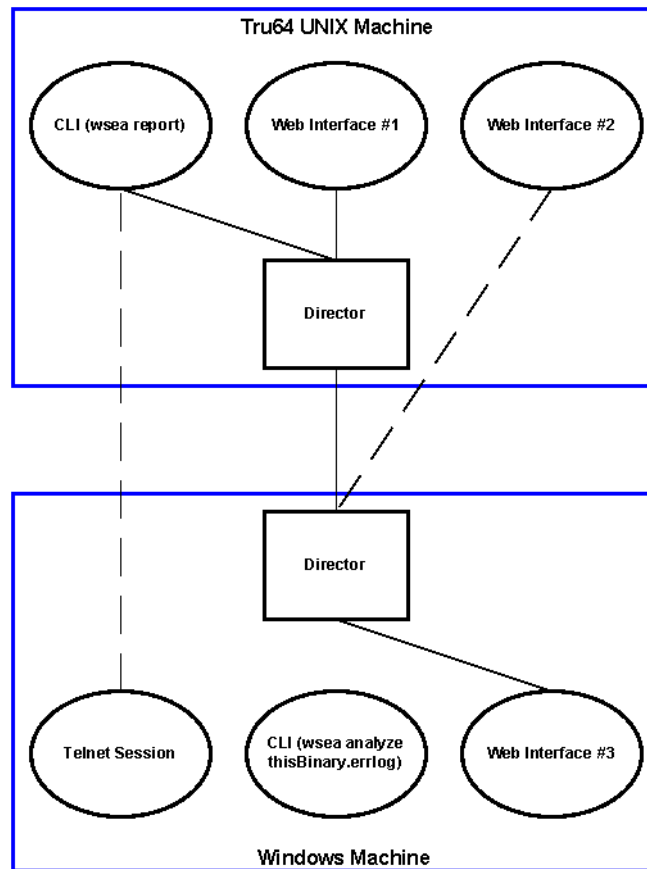 Tru64 UNIX Machine
CLI (wsea report)
Web Interface #1
Web Interface #2
Director
Director
Telnet Session
CLI (wsea analyze
thisBinary.errlog)
Web Interface #3
Windows Machine